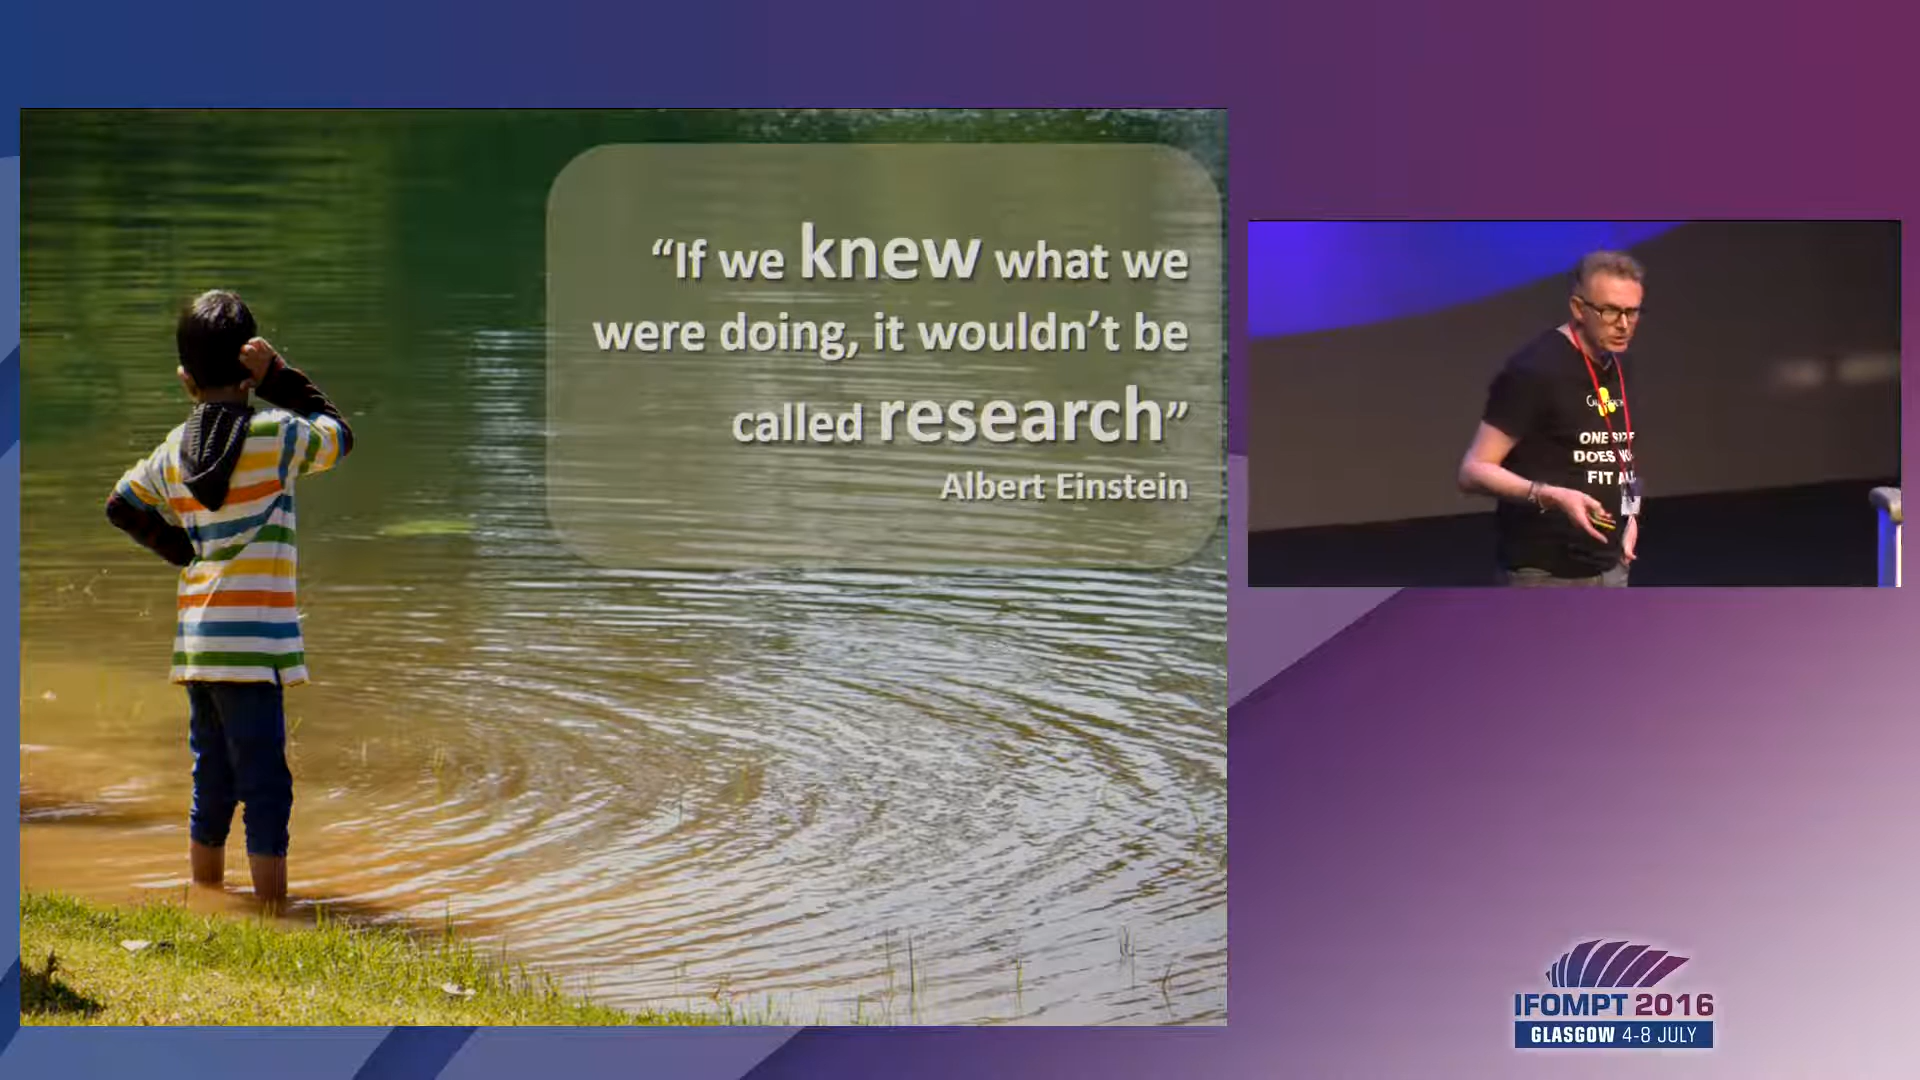 “If we knew what we
were doing, it wouldn’t be
called research”
Albert Einstein
ONE SIZE
DOES NO
FIT A
IFOMPT 2016
GLASGOW 4-8 JULY